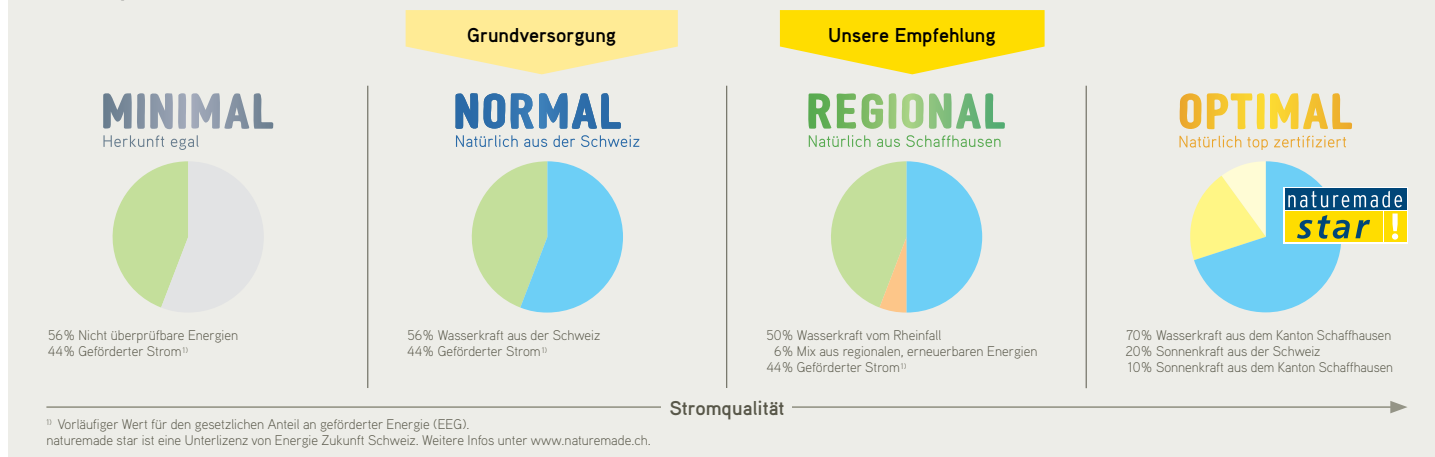 Grundversorgung
Unsere Empfehlung
MINIMAL
Herkunft egal
56% Nicht überprüfbare Energien
44% Geförderter Strom¹⁾
NORMAL
Natürlich aus der Schweiz
56% Wasserkraft aus der Schweiz
44% Geförderter Strom¹⁾
REGIONAL
Natürlich aus Schaffhausen
50% Wasserkraft vom Rheinfall
6% Mix aus regionalen, erneuerbaren Energien
44% Geförderter Strom¹⁾
OPTIMAL
Natürlich top zertifiziert
naturemade
star !
70% Wasserkraft aus dem Kanton Schaffhausen
20% Sonnenkraft aus der Schweiz
10% Sonnenkraft aus dem Kanton Schaffhausen
Stromqualität
¹⁾ Vorläufiger Wert für den gesetzlichen Anteil an geförderter Energie (EEG).
naturemade star ist eine Unterlizenz von Energie Zukunft Schweiz. Weitere Infos unter www.naturemade.ch.